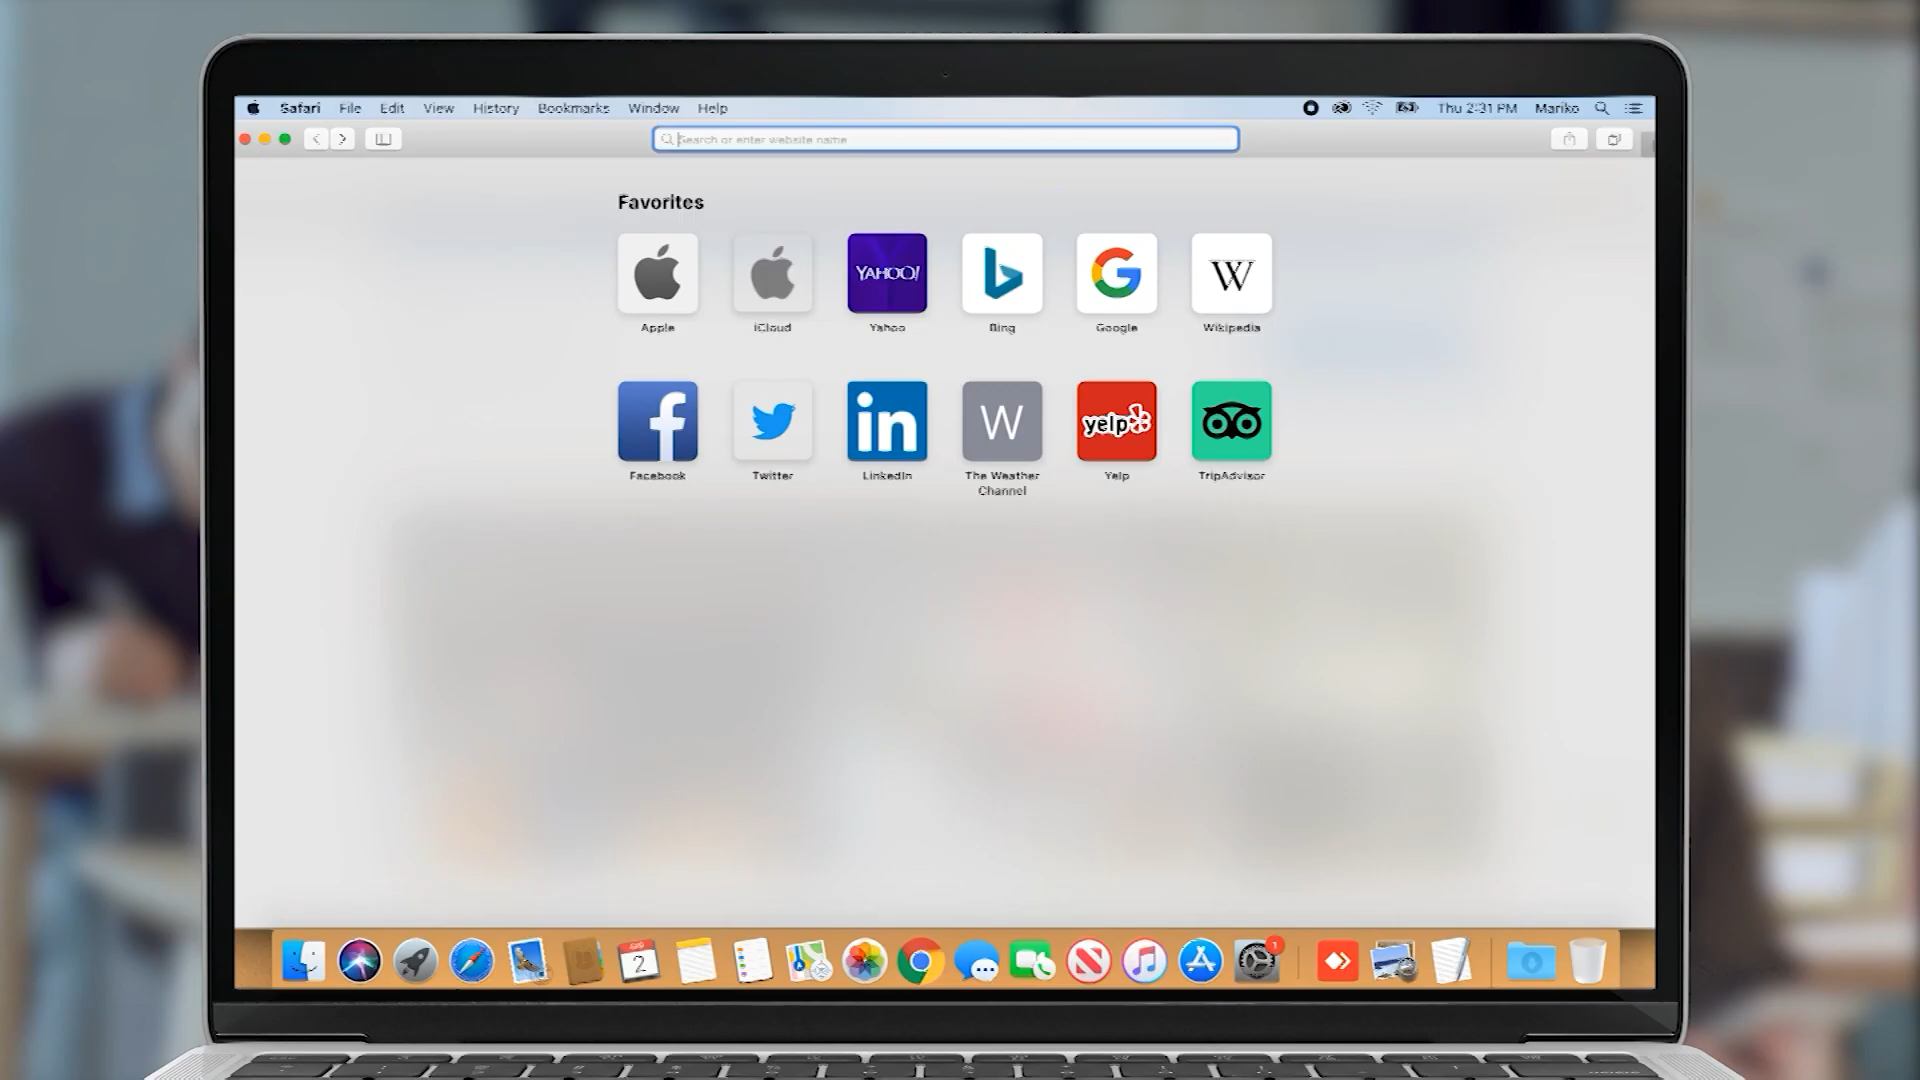 Safari File Edit View History Bookmarks Window Help Thu 2:31 PM Mariko
Search or enter website name
Favorites
YAHOO!
W
Apple iCloud Yahoo Bing Google Wikipedia
f in W yelp
Facebook Twitter LinkedIn The Weather Channel Yelp TripAdvisor
2
1